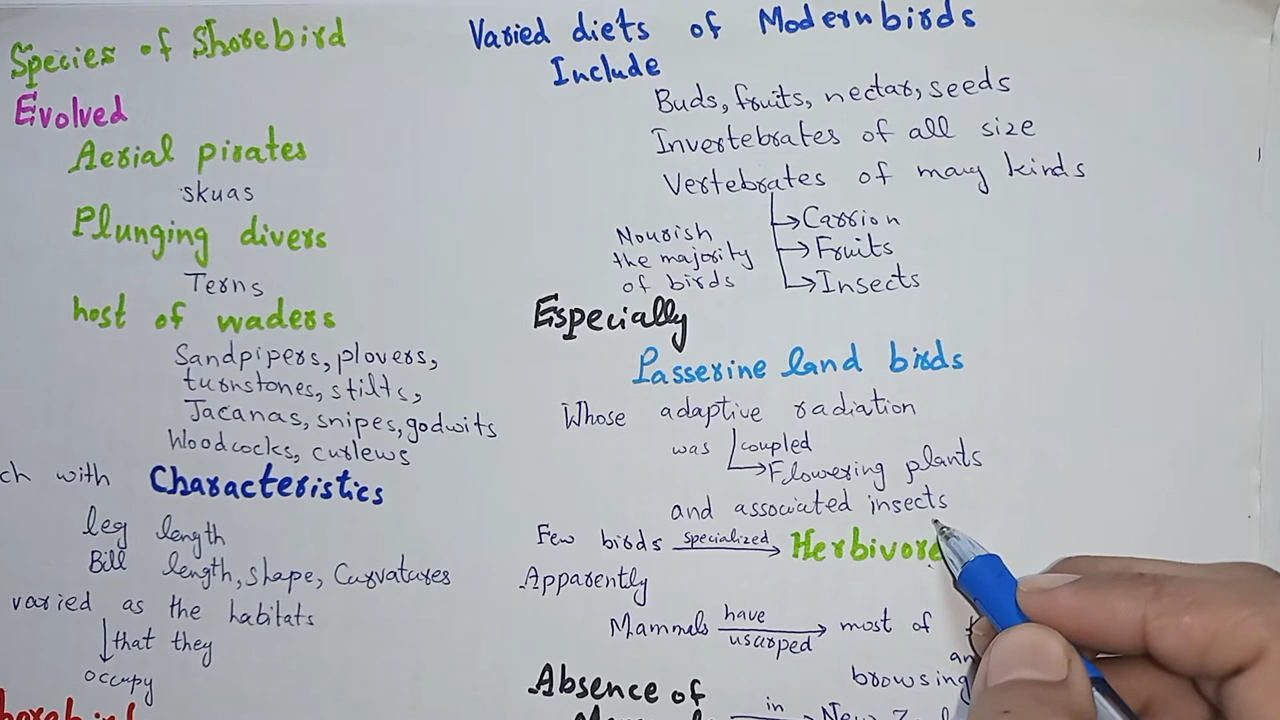 Species of Shorebird
Evolved
Aerial pirates
skuas
Plunging divers
Terns
host of waders
Sandpipers, plovers,
turnstones, stilts,
Jacanas, snipes, godwits
Woodcocks, curlews
ch with Characteristics
leg length
Bill length, shape, Curvatures
varied as the habitats
that they
occupy
Varied diets of Modern birds
Include
Buds, fruits, nectar, seeds
Invertebrates of all size
Vertebrates of many kinds
Nourish
the majority
of birds
Carrion
Fruits
Insects
Especially
Passerine land birds
Whose adaptive radiation
was coupled
Flowering plants
and associated insects
Few birds specialized Herbivore
Apparently
Mammals have usurped most of
an
browsing
Absence of
in New